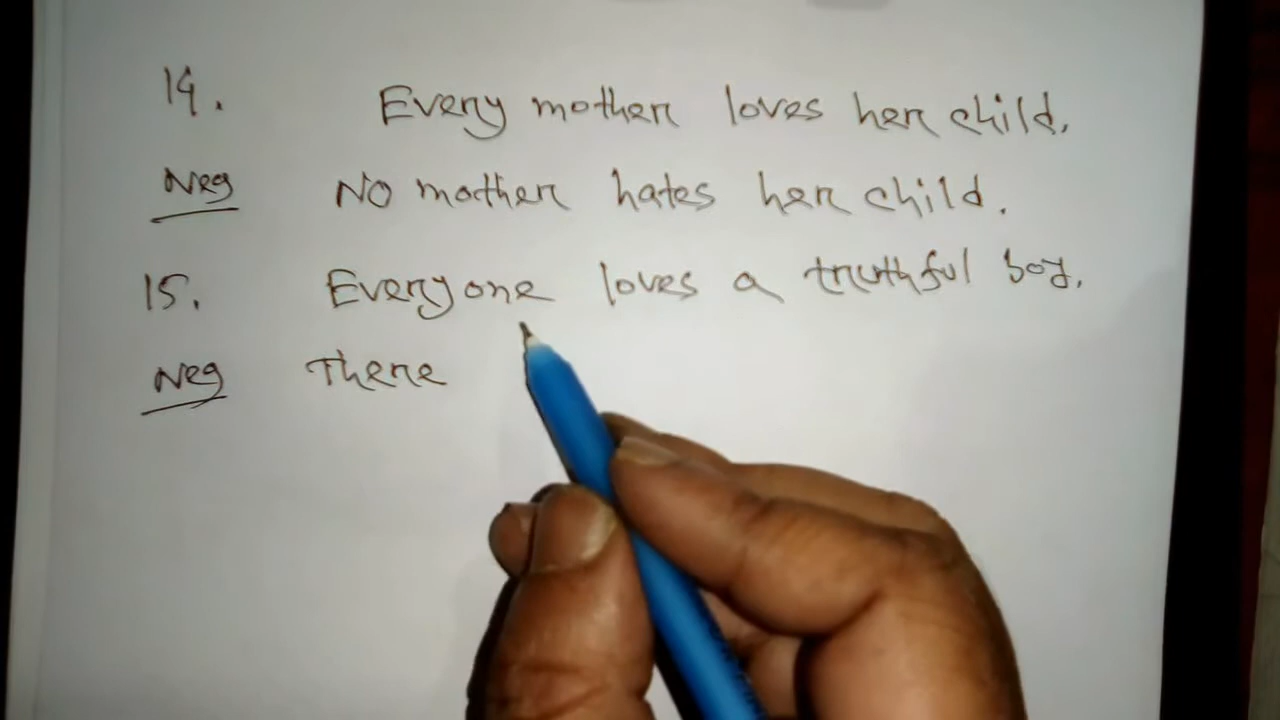 14. Every mother loves her child.
Neg No mother hates her child.
15. Everyone loves a truthful boy.
Neg There